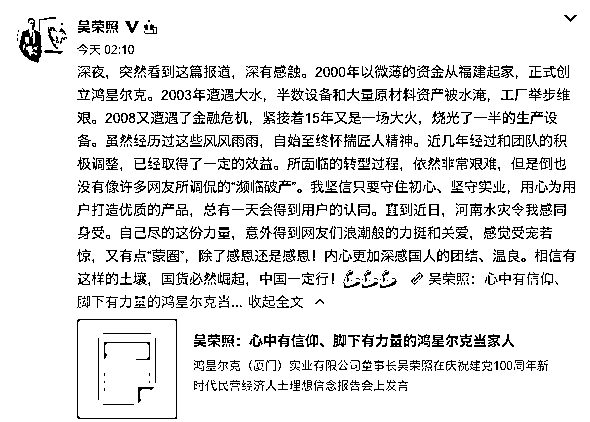 吴荣照
今天 02:10
深夜，突然看到这篇报道，深有感触。2000年以微薄的资金从福建起家，正式创
立鸿星尔克。2003年遭遇大水，半数设备和大量原材料资产被水淹，工厂举步维
艰。2008又遭遇了金融危机，紧接着15年又是一场大火，烧光了一半的生产设
备。虽然经历过这些风风雨雨，自始至终怀揣匠人精神。近几年经过和团队的积
极调整，已经取得了一定的效益。所面临的转型过程，依然非常艰难，但是倒也
没有像许多网友所调侃的“濒临破产”。我坚信只要守住初心、坚守实业，用心为用
户打造优质的产品，总有一天会得到用户的认同。直到近日，河南水灾令我感同
身受。自己尽的这份力量，意外得到网友们浪潮般的力挺和关爱，感觉受宠若
惊，又有点“蒙圈”，除了感恩还是感恩！内心更加深感国人的团结、温良。相信有
这样的土壤，国货必然崛起，中国一定行！ 吴荣照：心中有信仰、
脚下有力量的鸿星尔克当... 收起全文
吴荣照：心中有信仰、脚下有力量的鸿星尔克当家人
鸿星尔克（厦门）实业有限公司董事长吴荣照在庆祝建党100周年新
时代民营经济人士理想信念报告会上发言